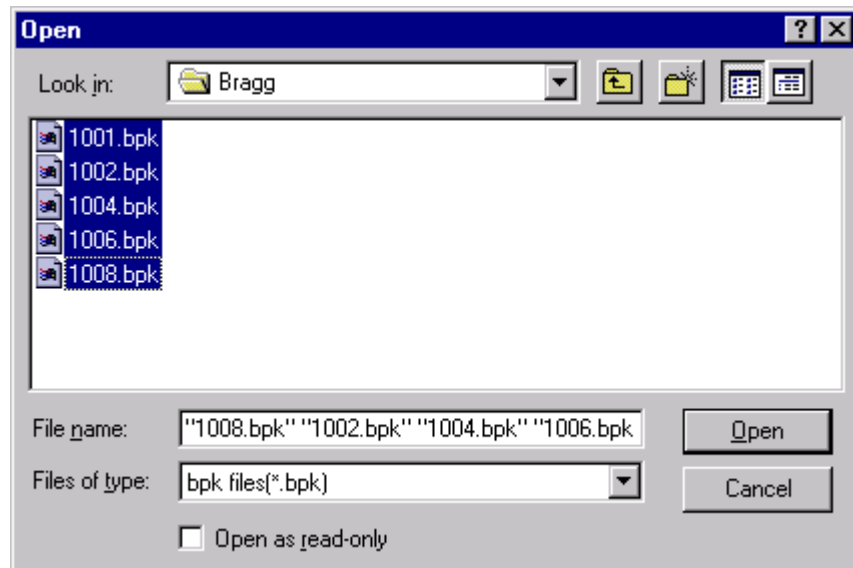 Open
Look in: Bragg
1001.bpk
1002.bpk
1004.bpk
1006.bpk
1008.bpk
File name: "1008.bpk" "1002.bpk" "1004.bpk" "1006.bpk Open
Files of type: bpk files(*.bpk) Cancel
Open as read-only